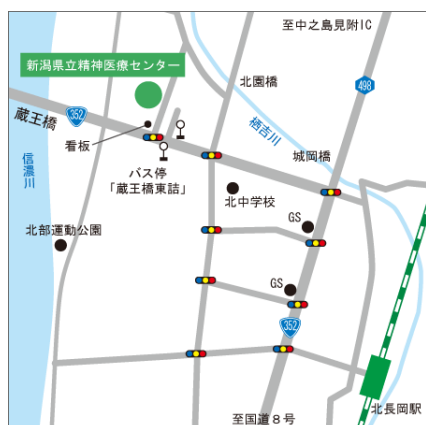 至中之島見附IC
新潟県立精神医療センター
北園橋
498
352
蔵王橋
看板
栖吉川
城岡橋
バス停
「蔵王橋東詰」
信濃川
北中学校
GS
北部運動公園
GS
352
北長岡駅
至国道８号